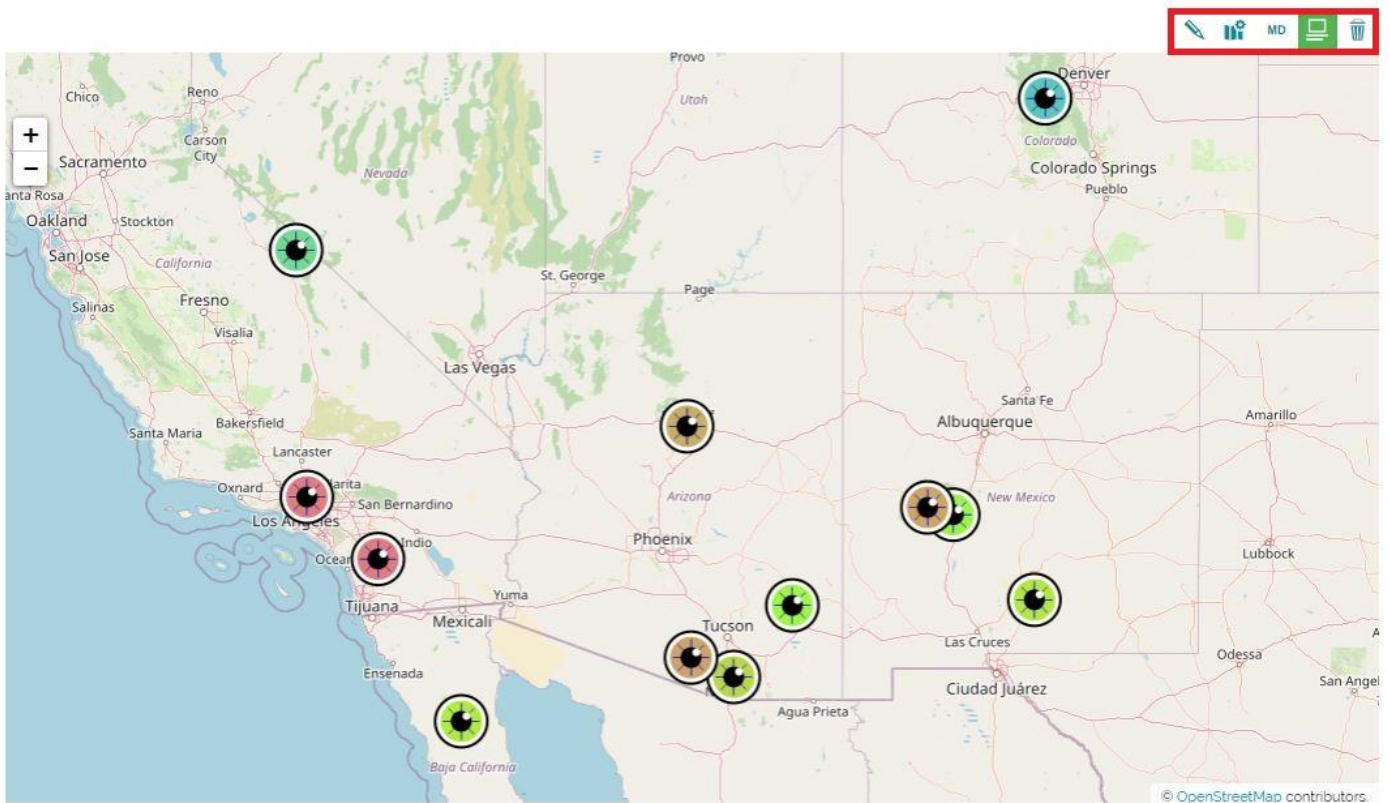 MD
Provo
Denver
Chico
Reno
Utah
+
Carson
City
Colorado
Sacramento
Nevada
Colorado Springs
−
Pueblo
anta Rosa
Oakland
Stockton
San Jose
California
St. George
Page
Salinas
Fresno
Visalia
Las Vegas
Santa Fe
Amarillo
Bakersfield
Albuquerque
Santa Maria
Lancaster
Oxnard
larita
Arizona
New Mexico
San Bernardino
Los Angeles
Phoenix
Indio
Ocea
Lubbock
Yuma
Tijuana
Mexicali
Tucson
Las Cruces
A
Odessa
Ensenada
San Angel
Ciudad Juárez
N
Agua Prieta
Baja California
© OpenStreetMap contributors.